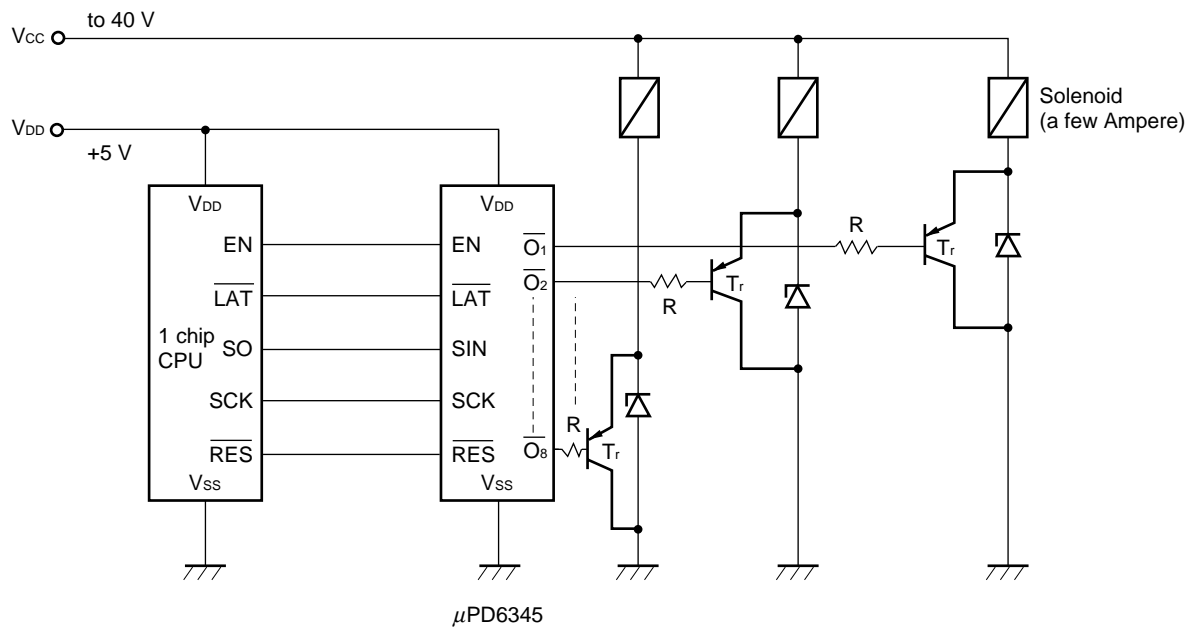 to 40 V
VCC
VDD
+5 V
Solenoid
(a few Ampere)
VDD
EN
LAT
1 chip
CPU
SO
SCK
RES
VSS
VDD
EN
LAT
SIN
SCK
RES
VSS
O1
O2
O8
R
Tr
R
Tr
R
Tr
µPD6345